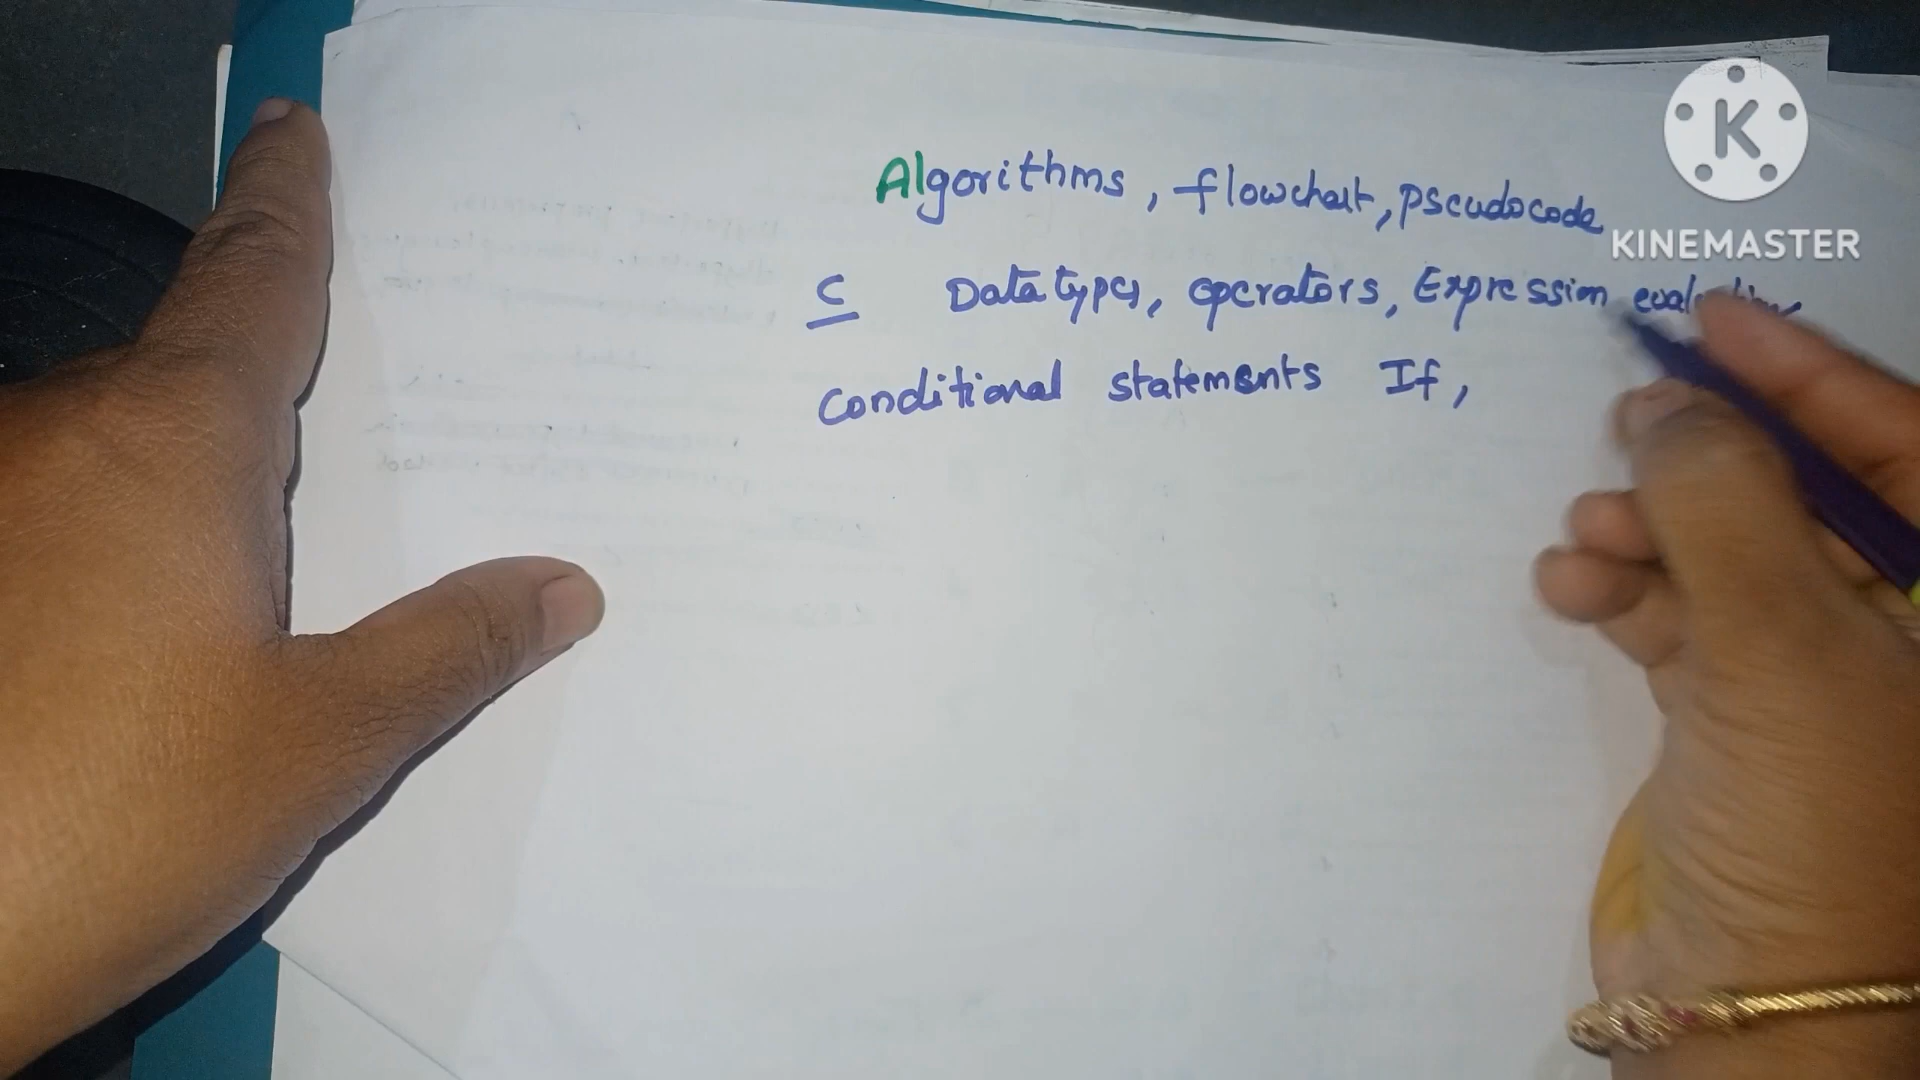 Algorithms, flowchart, pseudocode
KINEMASTER
C Data types, operators, Expression
conditional statements If,